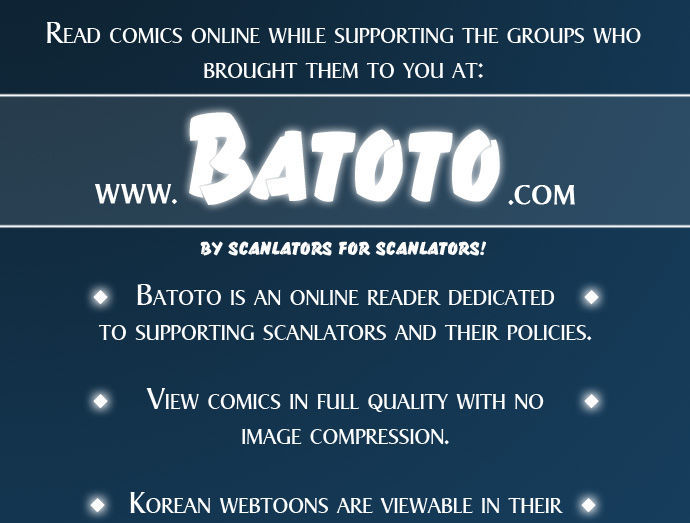 Read comics online while supporting the groups who
brought them to you at:
www.Batoto.com
by scanlators for scanlators!
Batoto is an online reader dedicated
to supporting scanlators and their policies.
View comics in full quality with no
image compression.
Korean webtoons are viewable in their